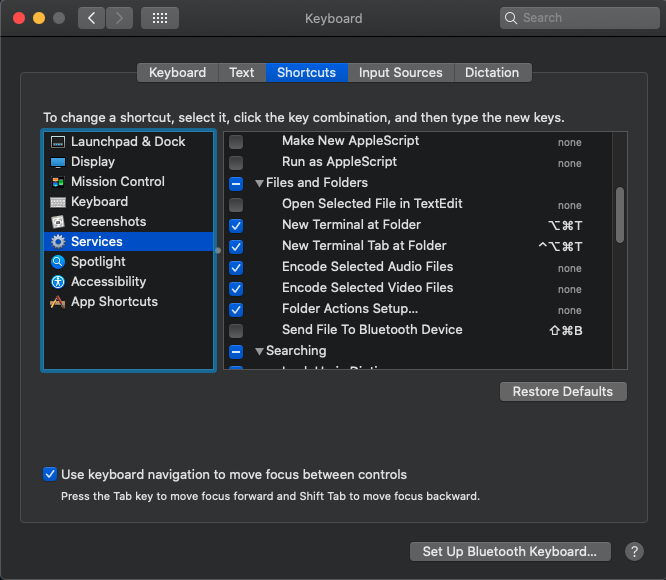 Keyboard
Search
Keyboard Text Shortcuts Input Sources Dictation
To change a shortcut, select it, click the key combination, and then type the new keys.
Launchpad & Dock
Display
Mission Control
Keyboard
Screenshots
Services
Spotlight
Accessibility
App Shortcuts
Make New AppleScript none
Run as AppleScript none
Files and Folders
Open Selected File in TextEdit none
New Terminal at Folder ⌥⌘T
New Terminal Tab at Folder ^⌥⌘T
Encode Selected Audio Files none
Encode Selected Video Files none
Folder Actions Setup... none
Send File To Bluetooth Device ⇧⌘B
Searching
Restore Defaults
Use keyboard navigation to move focus between controls
Press the Tab key to move focus forward and Shift Tab to move focus backward.
Set Up Bluetooth Keyboard... ?